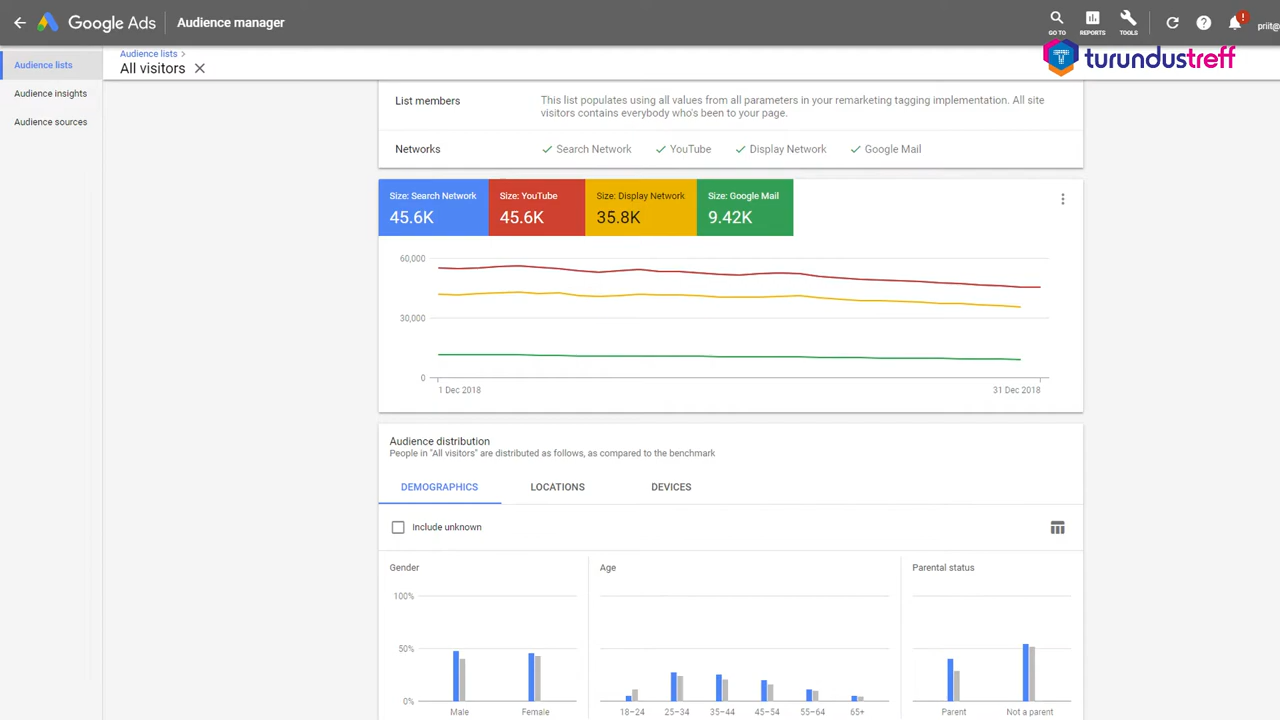 Google Ads
Audience manager
GO TO
REPORTS
TOOLS
?
!
priit@
turundustreff
Audience lists
Audience insights
Audience sources
Audience lists >
All visitors
List members
This list populates using all values from all parameters in your remarketing tagging implementation. All site
visitors contains everybody who's been to your page.
Networks
Search Network
YouTube
Display Network
Google Mail
Size: Search Network
45.6K
Size: YouTube
45.6K
Size: Display Network
35.8K
Size: Google Mail
9.42K
60,000
30,000
0
1 Dec 2018
31 Dec 2018
Audience distribution
People in "All visitors" are distributed as follows, as compared to the benchmark
DEMOGRAPHICS
LOCATIONS
DEVICES
Include unknown
Gender
100%
50%
0%
Male
Female
Age
18–24
25–34
35–44
45–54
55–64
65+
Parental status
Parent
Not a parent